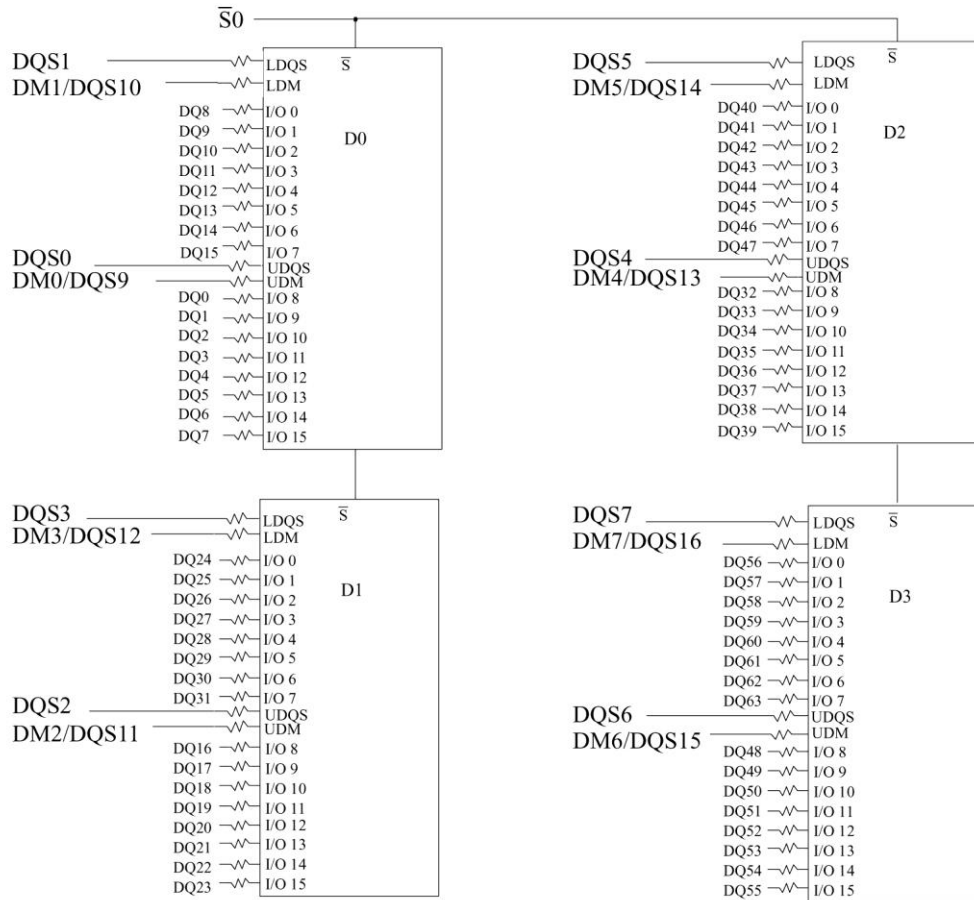 S̅0
DQS1
LDQS
S̅
DM1/DQS10
LDM
DQ8 I/O 0
DQ9 I/O 1
D0
DQ10 I/O 2
DQ11 I/O 3
DQ12 I/O 4
DQ13 I/O 5
DQ14 I/O 6
DQ15 I/O 7
DQS0
UDQS
DM0/DQS9
UDM
DQ0 I/O 8
DQ1 I/O 9
DQ2 I/O 10
DQ3 I/O 11
DQ4 I/O 12
DQ5 I/O 13
DQ6 I/O 14
DQ7 I/O 15
DQS3
LDQS
S̅
DM3/DQS12
LDM
DQ24 I/O 0
DQ25 I/O 1
D1
DQ26 I/O 2
DQ27 I/O 3
DQ28 I/O 4
DQ29 I/O 5
DQ30 I/O 6
DQ31 I/O 7
DQS2
UDQS
DM2/DQS11
UDM
DQ16 I/O 8
DQ17 I/O 9
DQ18 I/O 10
DQ19 I/O 11
DQ20 I/O 12
DQ21 I/O 13
DQ22 I/O 14
DQ23 I/O 15
DQS5
LDQS
S̅
DM5/DQS14
LDM
DQ40 I/O 0
DQ41 I/O 1
D2
DQ42 I/O 2
DQ43 I/O 3
DQ44 I/O 4
DQ45 I/O 5
DQ46 I/O 6
DQ47 I/O 7
DQS4
UDQS
DM4/DQS13
UDM
DQ32 I/O 8
DQ33 I/O 9
DQ34 I/O 10
DQ35 I/O 11
DQ36 I/O 12
DQ37 I/O 13
DQ38 I/O 14
DQ39 I/O 15
DQS7
LDQS
S̅
DM7/DQS16
LDM
DQ56 I/O 0
DQ57 I/O 1
D3
DQ58 I/O 2
DQ59 I/O 3
DQ60 I/O 4
DQ61 I/O 5
DQ62 I/O 6
DQ63 I/O 7
DQS6
UDQS
DM6/DQS15
UDM
DQ48 I/O 8
DQ49 I/O 9
DQ50 I/O 10
DQ51 I/O 11
DQ52 I/O 12
DQ53 I/O 13
DQ54 I/O 14
DQ55 I/O 15